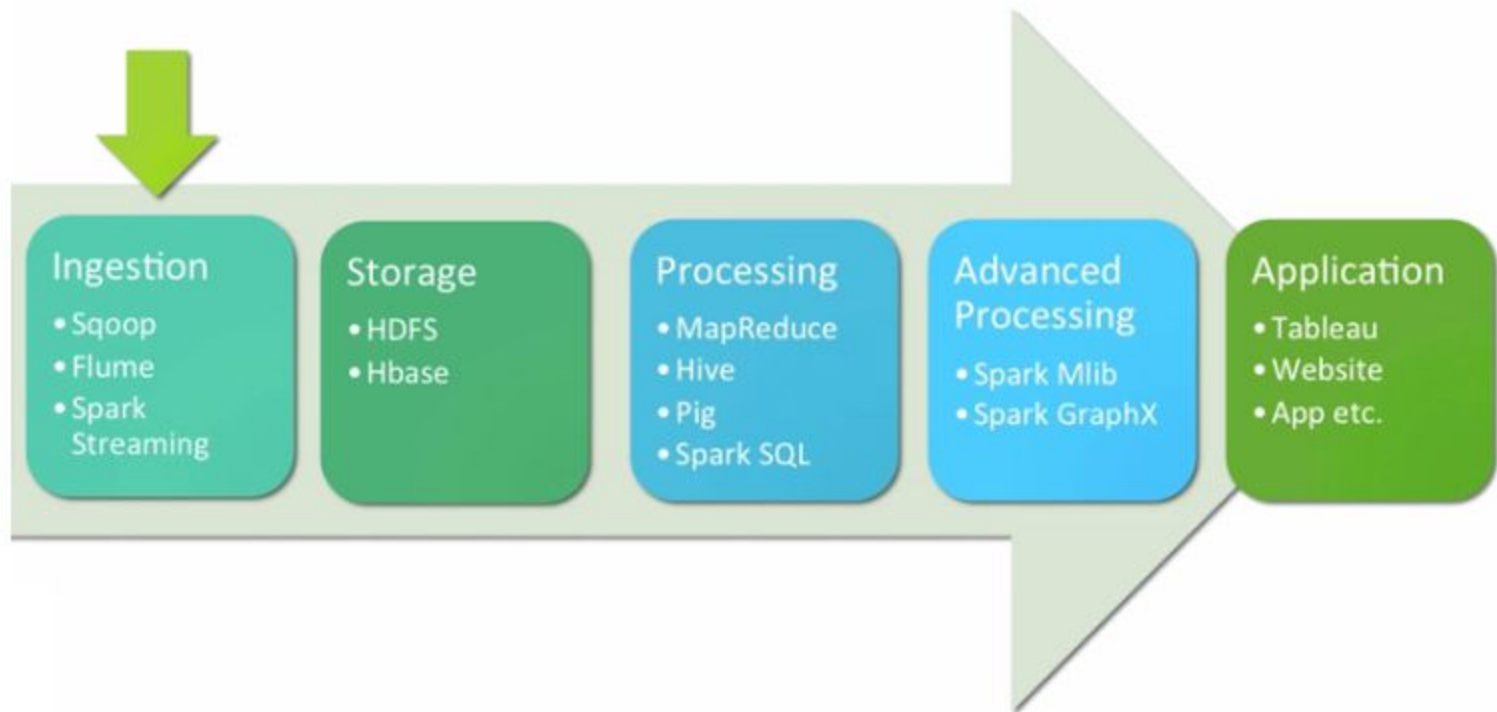 Ingestion
• Sqoop
• Flume
• Spark
Streaming
Storage
• HDFS
• Hbase
Processing
• MapReduce
• Hive
• Pig
• Spark SQL
Advanced
Processing
• Spark Mlib
• Spark GraphX
Application
• Tableau
• Website
• App etc.